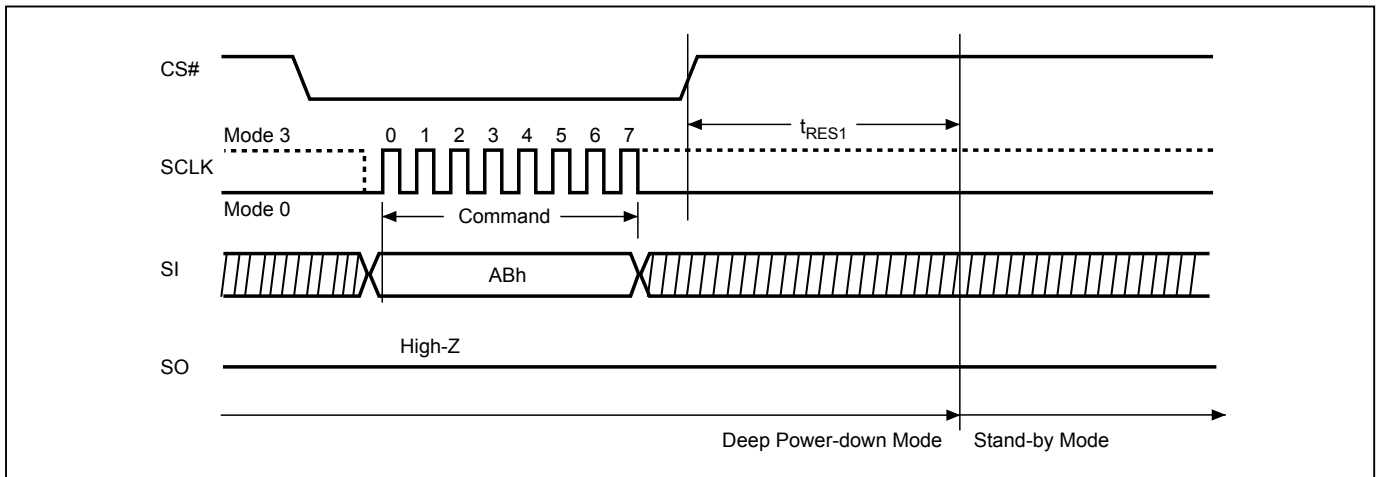 CS#
tRES1
Mode 3
0 1 2 3 4 5 6 7
SCLK
Mode 0
Command
SI
ABh
High-Z
SO
Deep Power-down Mode
Stand-by Mode